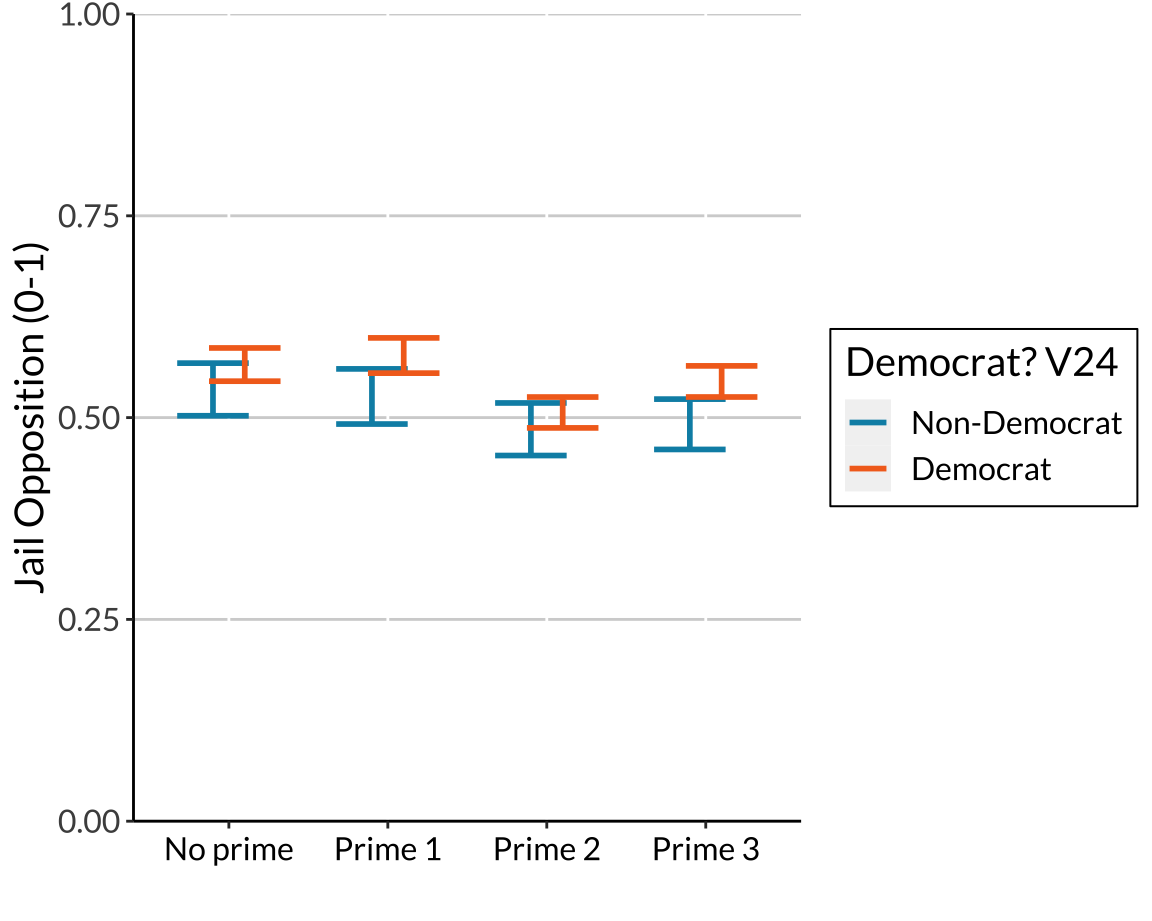 1.00
0.75
0.50
0.25
0.00
Jail Opposition (0-1)
No prime
Prime 1
Prime 2
Prime 3
Democrat? V24
Non-Democrat
Democrat